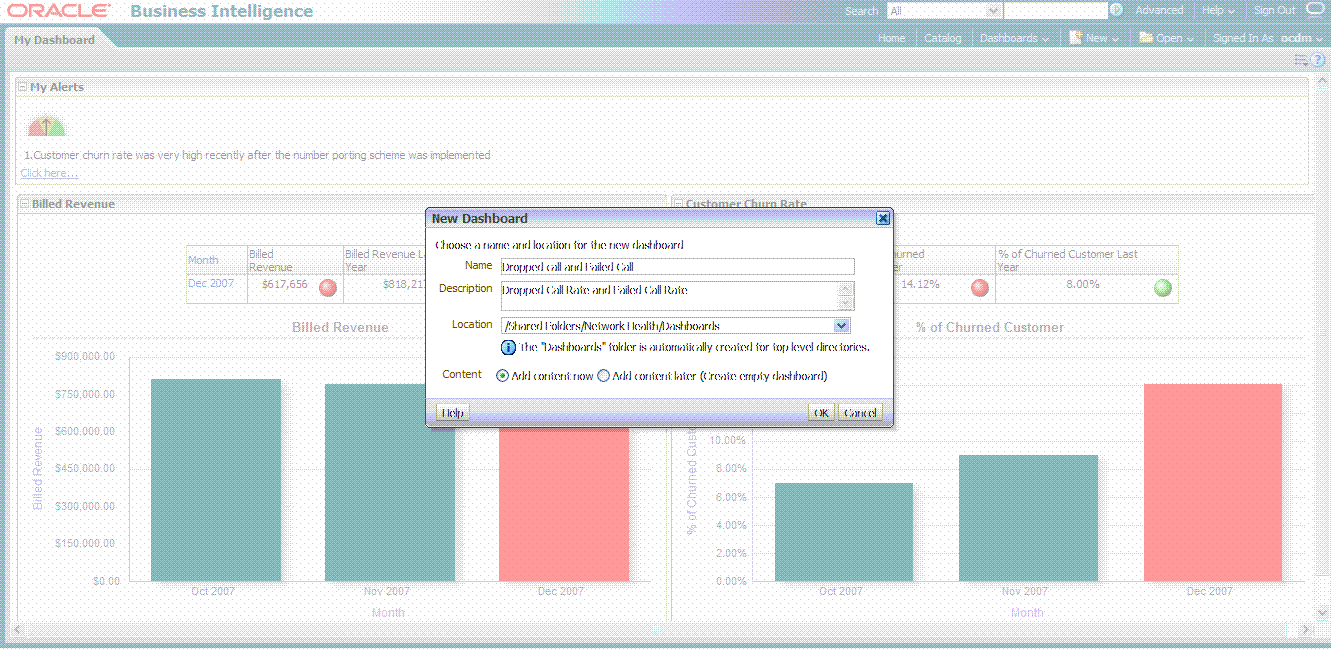 ORACLE Business Intelligence
Search All Advanced Help Sign Out
My Dashboard
Home Catalog Dashboards New Open Signed In As ocdm
My Alerts
1.Customer churn rate was very high recently after the number porting scheme was implemented
Click here...
Billed Revenue
Customer Churn Rate
New Dashboard
Choose a name and location for the new dashboard
Name Dropped call and Failed Call
Description Dropped Call Rate and Failed Call Rate
Location /Shared Folders/Network Health/Dashboards
The "Dashboards" folder is automatically created for top level directories.
Content Add content now Add content later (Create empty dashboard)
Help OK Cancel
Month Billed Revenue Billed Revenue Year
Dec 2007 $617,656 $818,217
% of Churned Customer Last Year
14.12% 8.00%
Billed Revenue
$900,000.00
$750,000.00
$600,000.00
$450,000.00
$300,000.00
$150,000.00
$0.00
Billed Revenue
Oct 2007 Nov 2007 Dec 2007
Month
% of Churned Customer
10.00%
8.00%
6.00%
4.00%
2.00%
0.00%
% of Churned
Oct 2007 Nov 2007 Dec 2007
Month